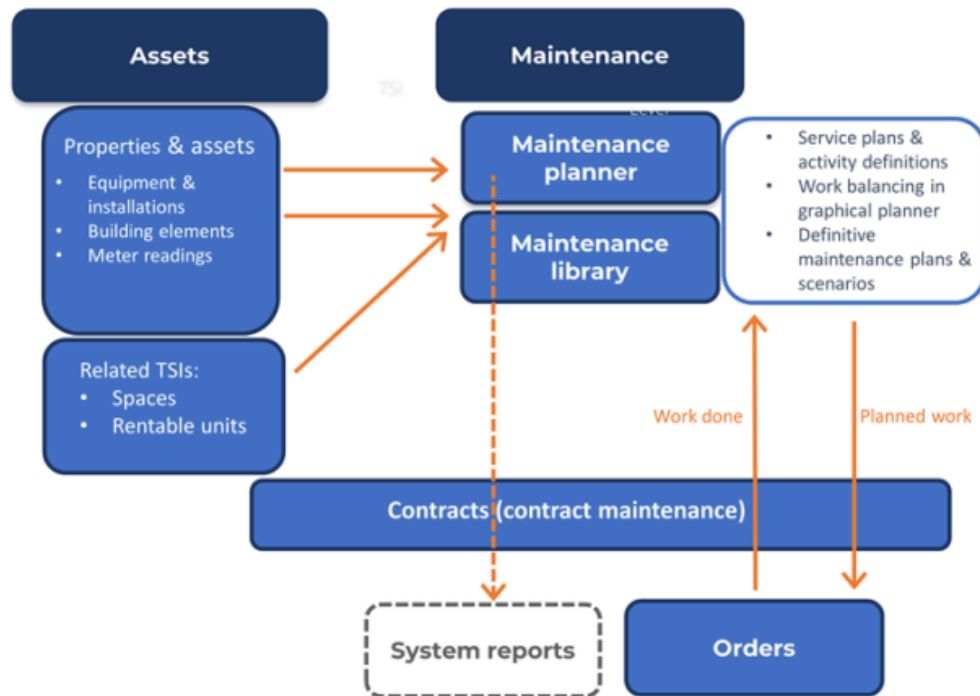 Assets
Maintenance
TSI
Level
Properties & assets
• Equipment &
installations
• Building elements
• Meter readings
Maintenance
planner
Maintenance
library
• Service plans &
activity definitions
• Work balancing in
graphical planner
• Definitive
maintenance plans &
scenarios
Related TSIs:
• Spaces
• Rentable units
Work done
Planned work
Contracts (contract maintenance)
System reports
Orders